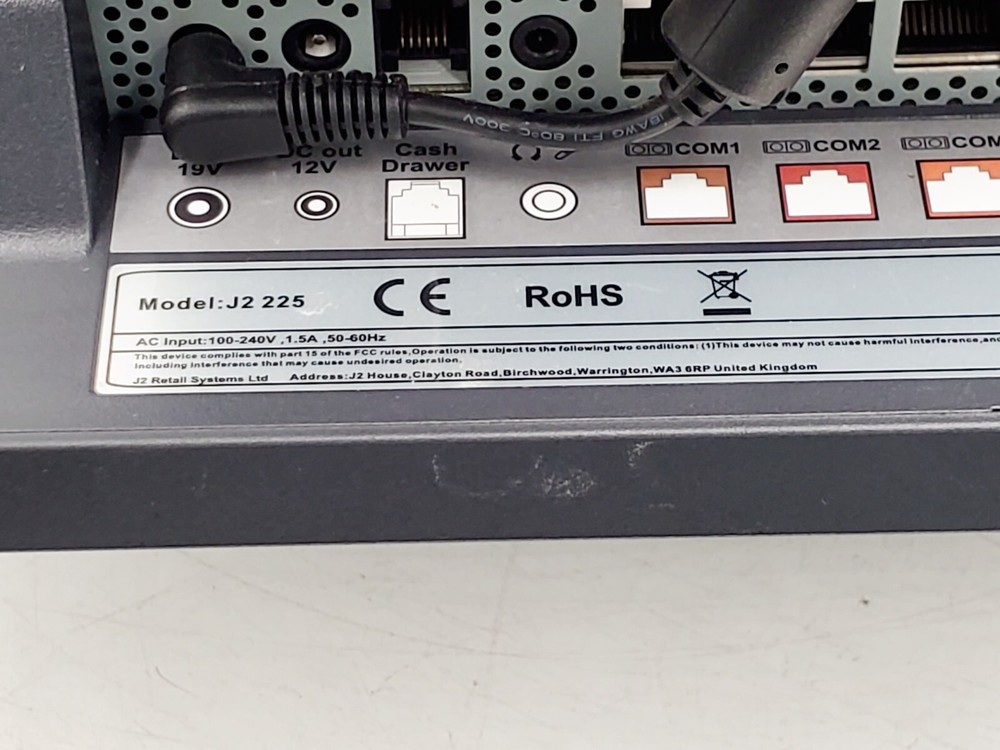 80°C 300V
19V
DC out
12V
Cash
Drawer
COM1
COM2
COM
Model:J2 225
CE
RoHS
AC Input:100-240V ,1.5A ,50-60Hz
This device complies with part 15 of the FCC rules,Operation is subject to the following two conditions: (1)This device may not cause harmful interference,and
including interference that may cause undesired operation.
J2 Retail Systems Ltd Address:J2 House,Clayton Road,Birchwood,Warrington,WA3 6RP United Kingdom